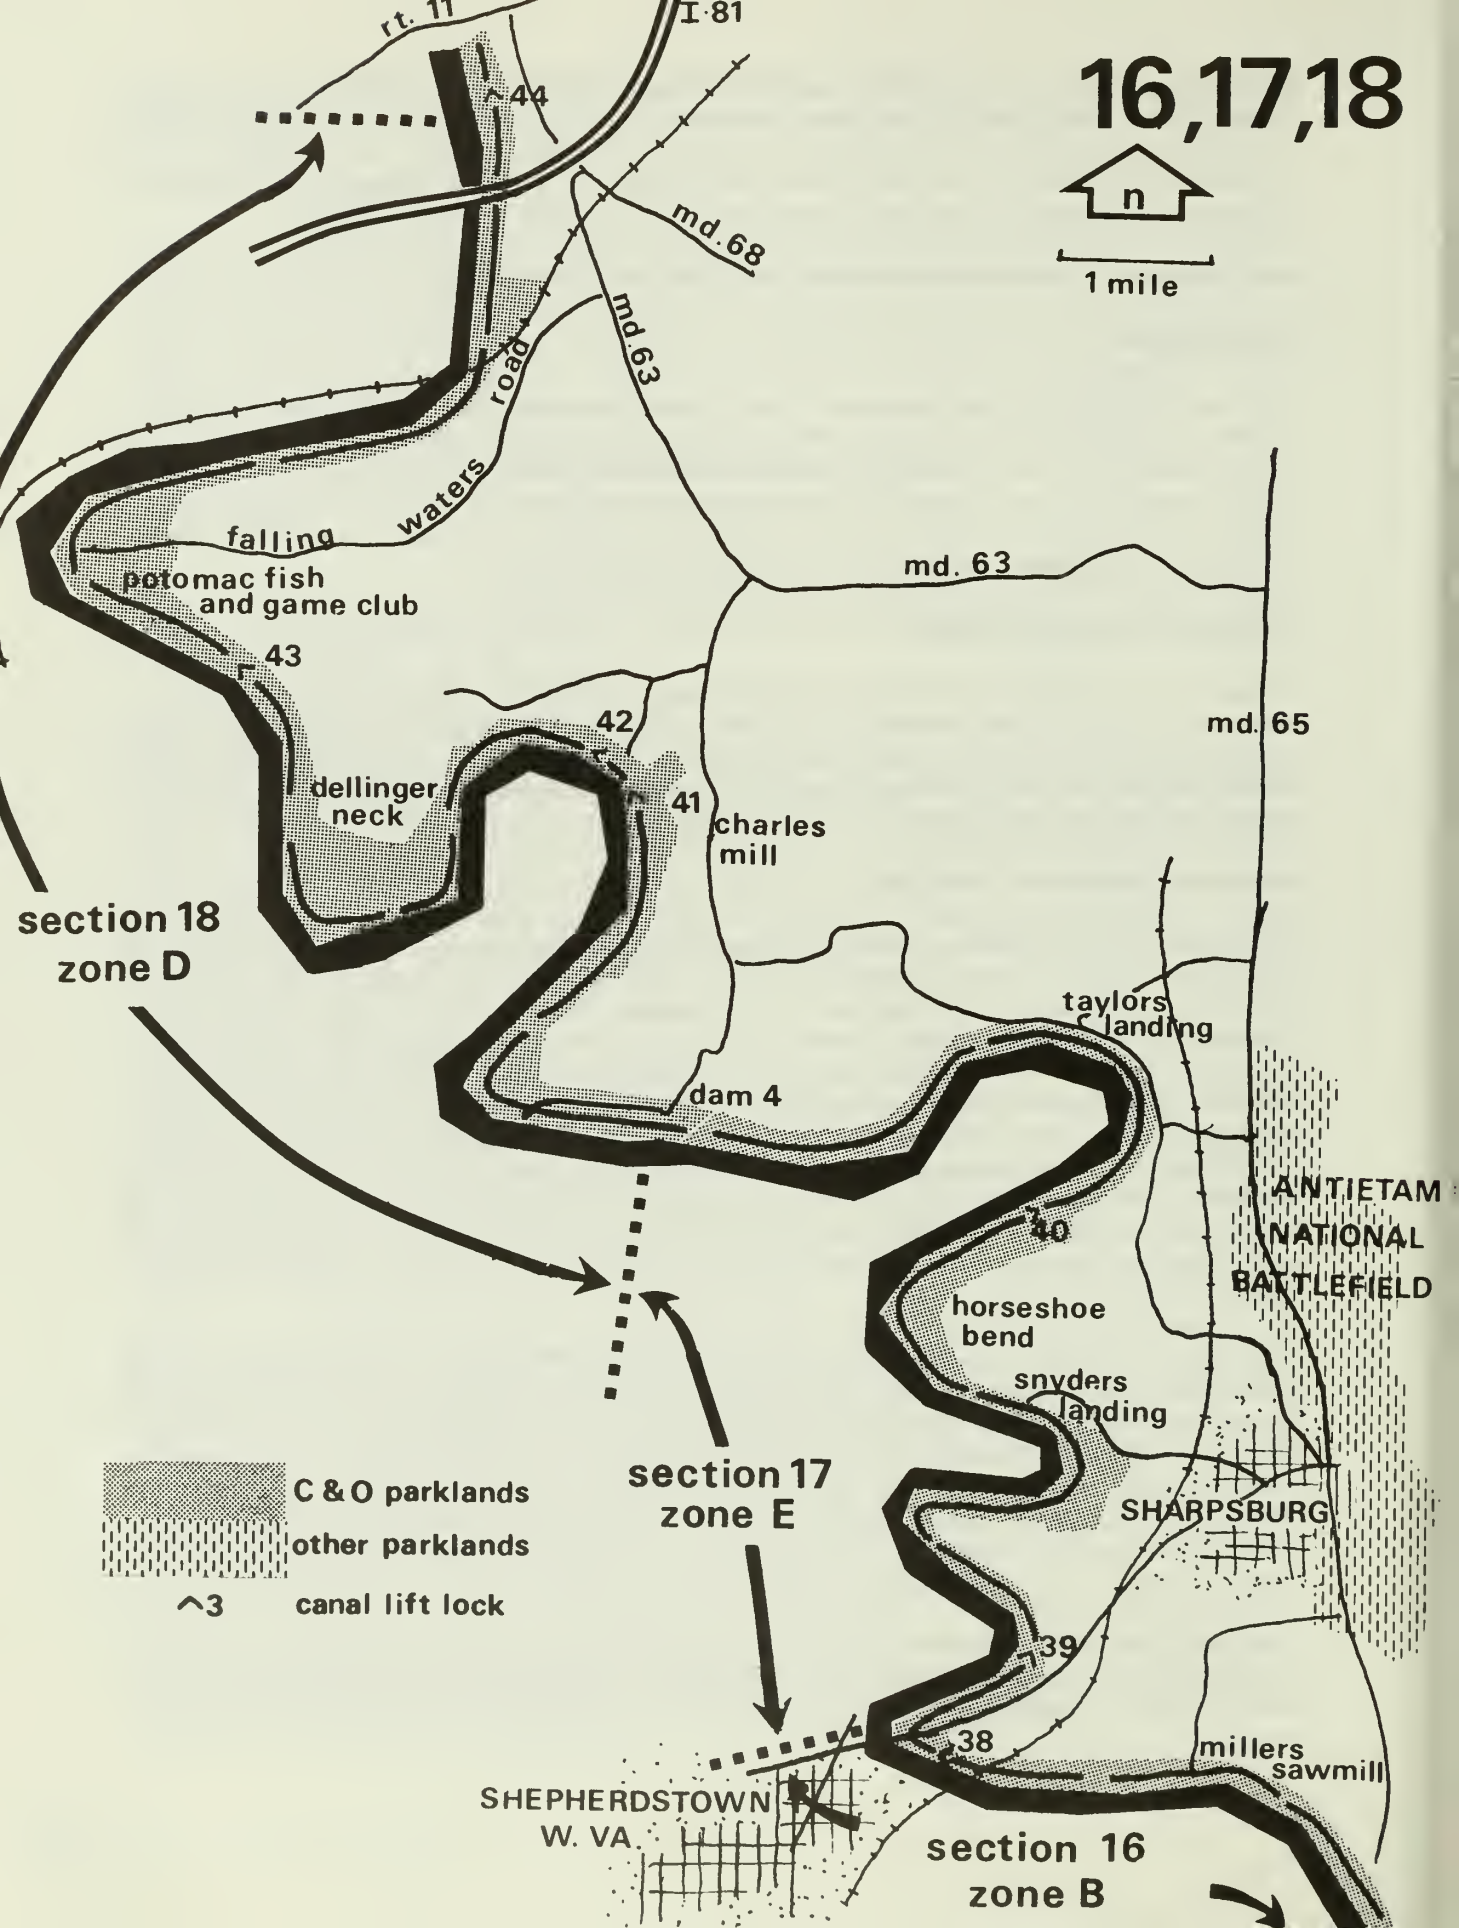 rt. 11
I-81
16,17,18
44
n
md.68
1 mile
md.63
road
waters
falling
md. 63
potomac fish
and game club
43
42
md. 65
dellinger
neck
41
charles
mill
section 18
zone D
taylors
landing
dam 4
ANTIETAM
NATIONAL
BATTLEFIELD
40
horseshoe
bend
snyders
landing
section 17
zone E
C & O parklands
SHARPSBURG
other parklands
^3 canal lift lock
39
38
millers
sawmill
SHEPHERDSTOWN
W. VA.
section 16
zone B